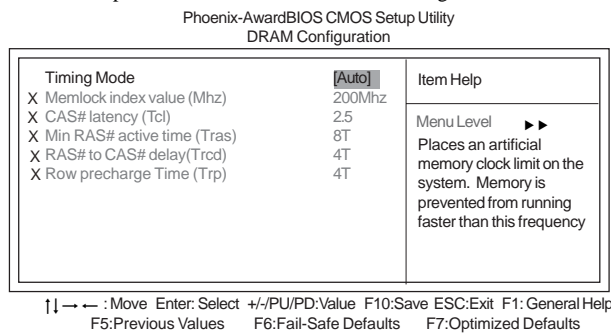 Phoenix-AwardBIOS CMOS Setup Utility
DRAM Configuration
Timing Mode [Auto]
X Memlock index value (Mhz) 200Mhz
X CAS# latency (Tcl) 2.5
X Min RAS# active time (Tras) 8T
X RAS# to CAS# delay(Trcd) 4T
X Row precharge Time (Trp) 4T
Item Help
Menu Level ►►
Places an artificial
memory clock limit on the
system. Memory is
prevented from running
faster than this frequency
↑↓→← : Move Enter: Select +/-/PU/PD:Value F10:Save ESC:Exit F1: General Help
F5:Previous Values F6:Fail-Safe Defaults F7:Optimized Defaults